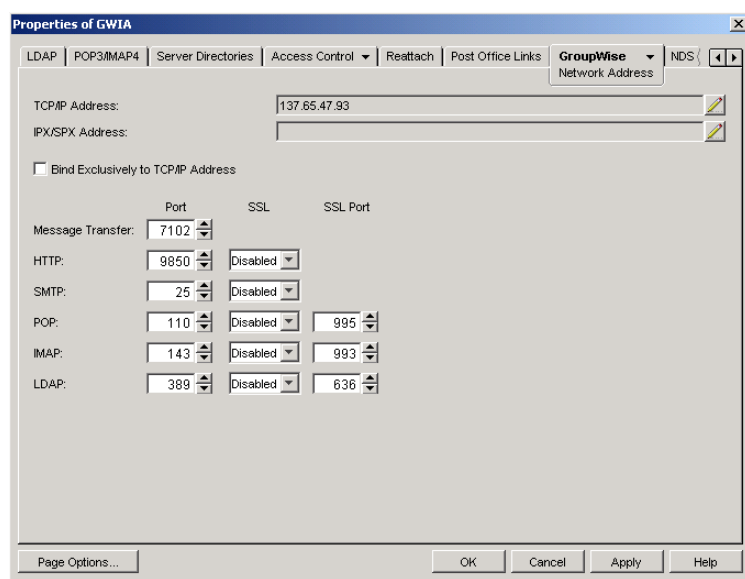 Properties of GWIA
LDAP POP3/IMAP4 Server Directories Access Control Reattach Post Office Links GroupWise NDS
Network Address
TCP/IP Address: 137.65.47.93
IPX/SPX Address:
Bind Exclusively to TCP/IP Address
Port SSL SSL Port
Message Transfer: 7102
HTTP: 9850 Disabled
SMTP: 25 Disabled
POP: 110 Disabled 995
IMAP: 143 Disabled 993
LDAP: 389 Disabled 636
Page Options... OK Cancel Apply Help